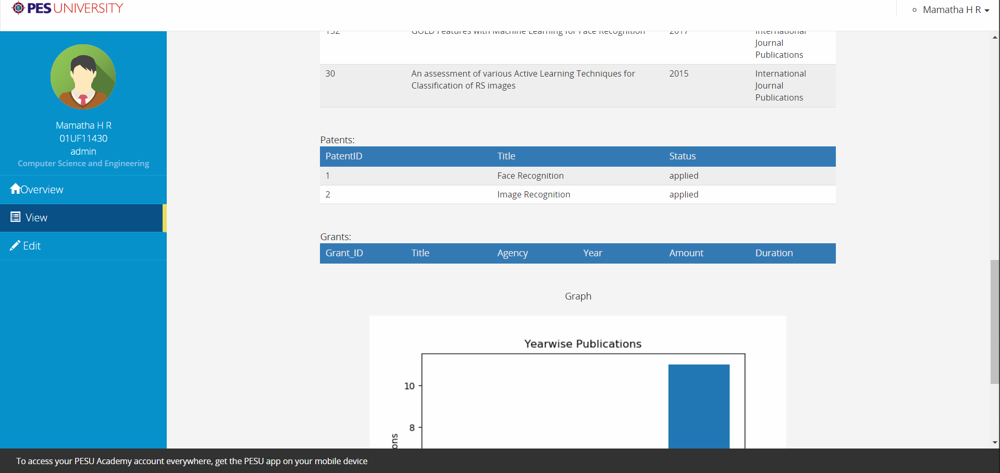 PES UNIVERSITY
Mamatha H R
Mamatha H R
01UF11430
admin
Computer Science and Engineering
Overview
View
Edit
132 GOLD Features with Machine Learning for Face Recognition 2017 International
Journal
Publications
30 An assessment of various Active Learning Techniques for 2015 International
Classification of RS images Journal
Publications
Patents:
PatentID Title Status
1 Face Recognition applied
2 Image Recognition applied
Grants:
Grant_ID Title Agency Year Amount Duration
Graph
Yearwise Publications
10
8
ons
To access your PESU Academy account everywhere, get the PESU app on your mobile device